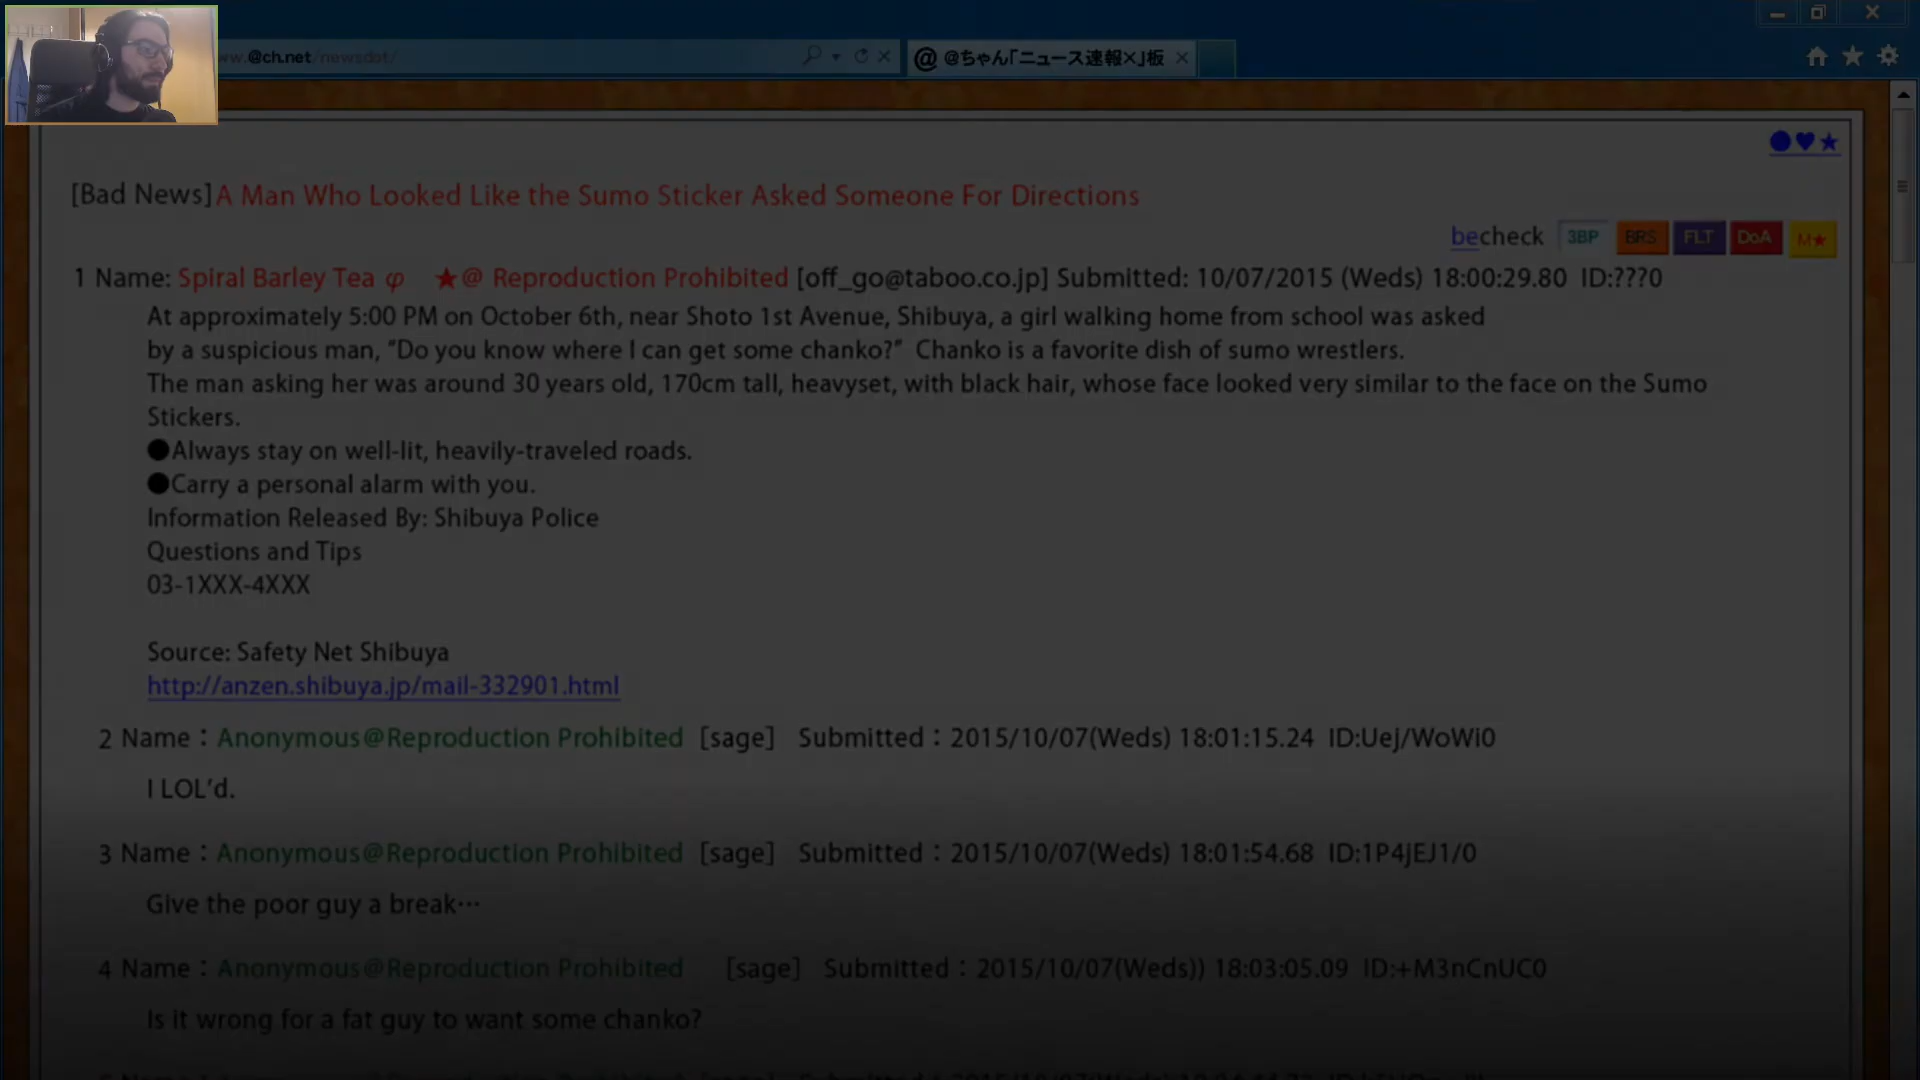 ww.@ch.net/newsdot/
@ @ちゃん「ニュース速報×」板
●♥★
[Bad News]A Man Who Looked Like the Sumo Sticker Asked Someone For Directions
becheck 3BP BRS FLT DoA M★
1 Name: Spiral Barley Tea φ ★@ Reproduction Prohibited [off_go@taboo.co.jp] Submitted: 10/07/2015 (Weds) 18:00:29.80 ID:???0
At approximately 5:00 PM on October 6th, near Shoto 1st Avenue, Shibuya, a girl walking home from school was asked
by a suspicious man, “Do you know where I can get some chanko?” Chanko is a favorite dish of sumo wrestlers.
The man asking her was around 30 years old, 170cm tall, heavyset, with black hair, whose face looked very similar to the face on the Sumo
Stickers.
●Always stay on well-lit, heavily-traveled roads.
●Carry a personal alarm with you.
Information Released By: Shibuya Police
Questions and Tips
03-1XXX-4XXX
Source: Safety Net Shibuya
http://anzen.shibuya.jp/mail-332901.html
2 Name：Anonymous@Reproduction Prohibited [sage] Submitted：2015/10/07(Weds) 18:01:15.24 ID:UeJ/WoWi0
I LOL’d.
3 Name：Anonymous@Reproduction Prohibited [sage] Submitted：2015/10/07(Weds) 18:01:54.68 ID:1P4jEJ1/0
Give the poor guy a break…
4 Name：Anonymous@Reproduction Prohibited [sage] Submitted：2015/10/07(Weds)) 18:03:05.09 ID:+M3nCnUC0
Is it wrong for a fat guy to want some chanko?